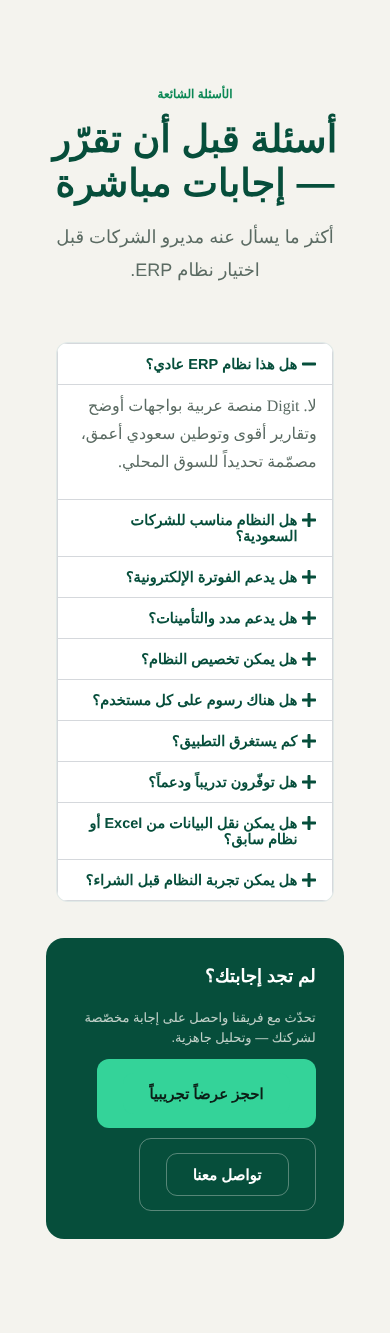 الأسئلة الشائعة
أسئلة قبل أن تقرّر
— إجابات مباشرة
أكثر ما يسأل عنه مديرو الشركات قبل
اختيار نظام ERP.
هل هذا نظام ERP عادي؟
لا. Digit منصة عربية بواجهات أوضح
وتقارير أقوى وتوطين سعودي أعمق،
مصمّمة تحديداً للسوق المحلي.
هل النظام مناسب للشركات
السعودية؟
هل يدعم الفوترة الإلكترونية؟
هل يدعم مدد والتأمينات؟
هل يمكن تخصيص النظام؟
هل هناك رسوم على كل مستخدم؟
كم يستغرق التطبيق؟
هل توفّرون تدريباً ودعماً؟
هل يمكن نقل البيانات من Excel أو
نظام سابق؟
هل يمكن تجربة النظام قبل الشراء؟
لم تجد إجابتك؟
تحدّث مع فريقنا واحصل على إجابة مخصّصة
لشركتك — وتحليل جاهزية.
احجز عرضاً تجريبياً
تواصل معنا